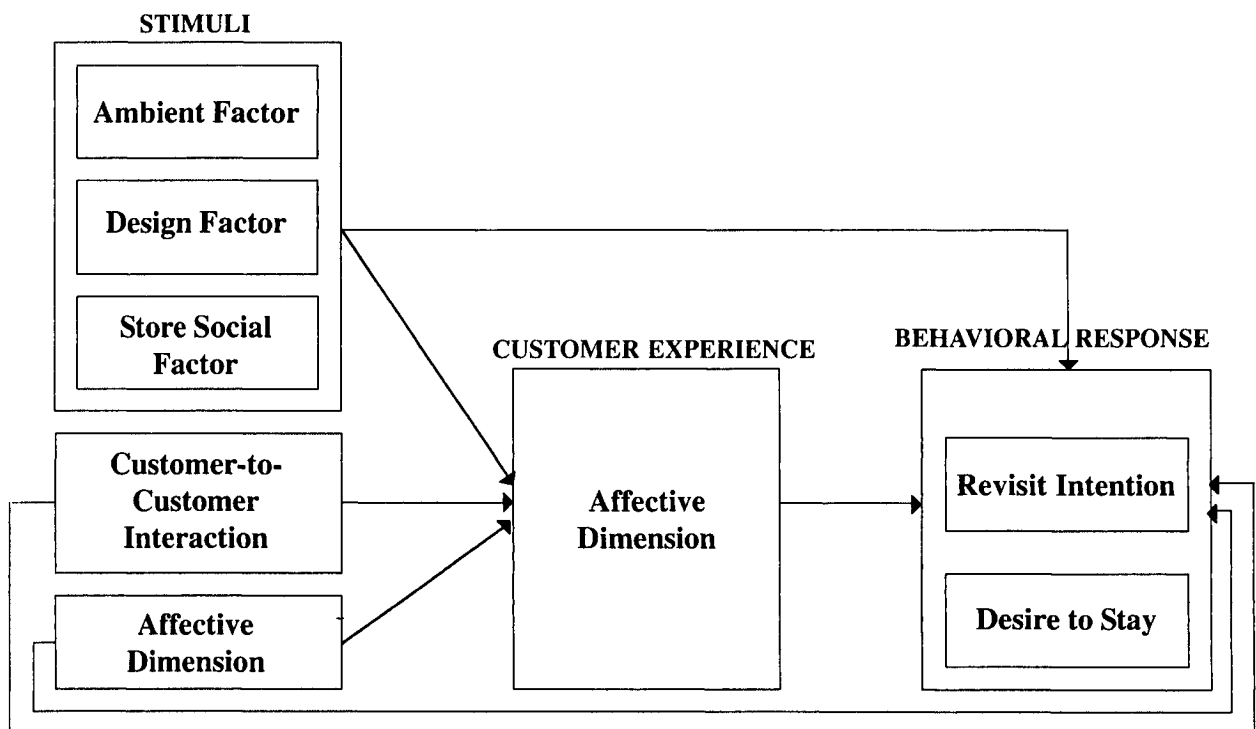 STIMULI
Ambient Factor
Design Factor
Store Social
Factor
Customer-to-
Customer
Interaction
Affective
Dimension
CUSTOMER EXPERIENCE
Affective
Dimension
BEHAVIORAL RESPONSE
Revisit Intention
Desire to Stay